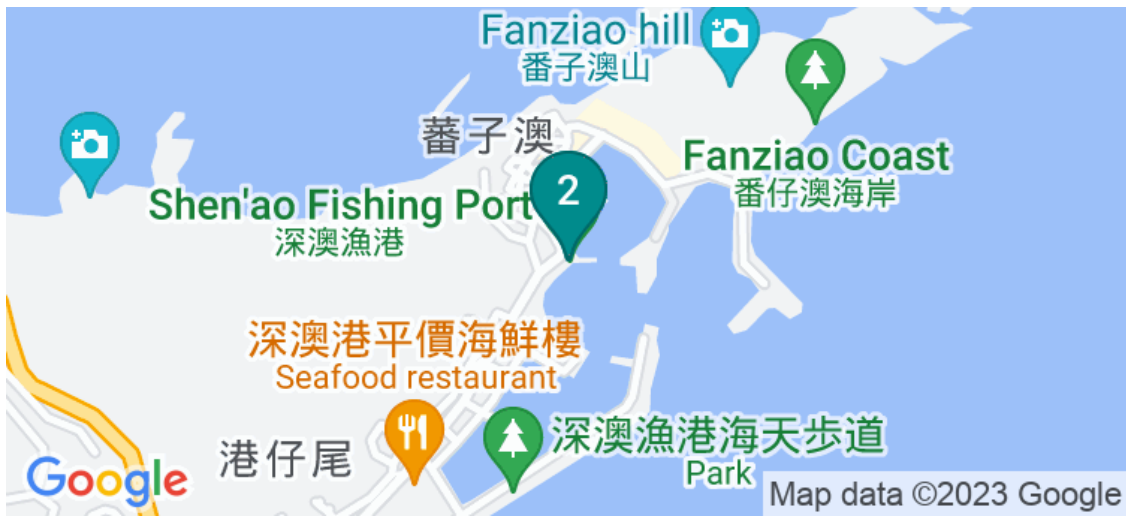 Fanziao hill
番子澳山
蕃子澳
Fanziao Coast
番仔澳海岸
2
Shen'ao Fishing Port
深澳漁港
深澳港平價海鮮樓
Seafood restaurant
港仔尾
深澳漁港海天步道
Park
Google
Map data ©2023 Google